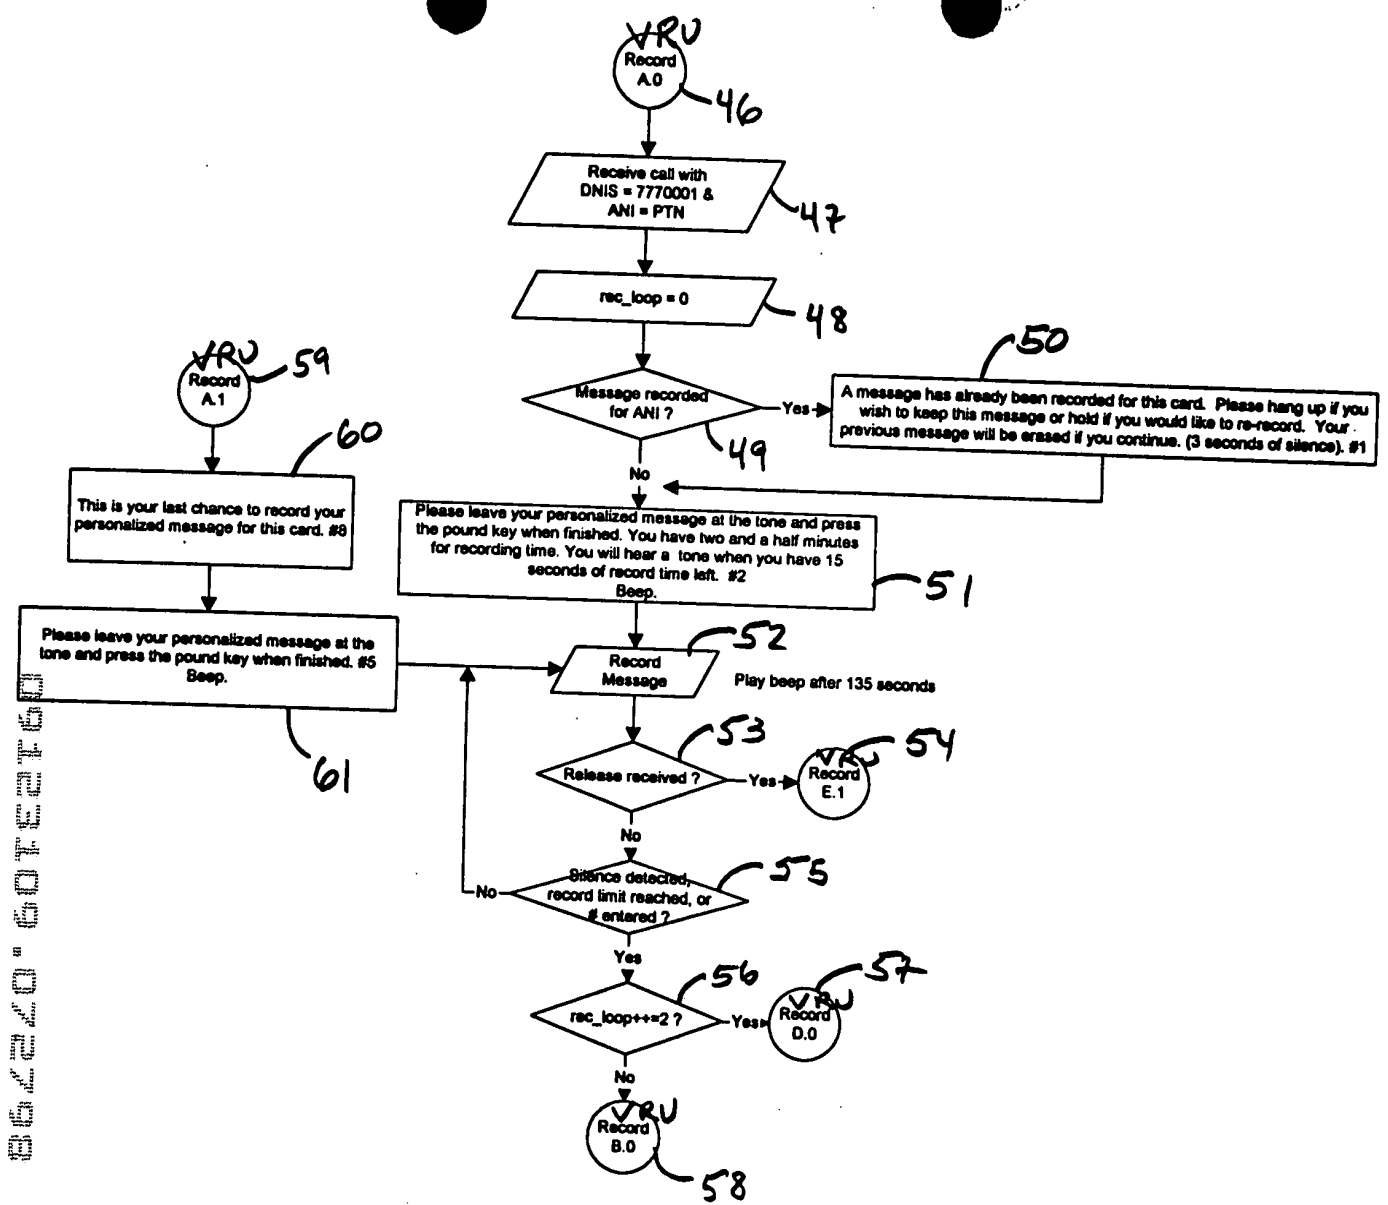 VRU
Record
A.0
46
Receive call with
DNIS = 7770001 &
ANI = PTN
47
rec_loop = 0
48
Message recorded
for ANI ?
49
Yes
50
A message has already been recorded for this card. Please hang up if you
wish to keep this message or hold if you would like to re-record. Your
previous message will be erased if you continue. (3 seconds of silence). #1
No
VRU
Record
A.1
59
60
This is your last chance to record your
personalized message for this card. #8
Please leave your personalized message at the
tone and press the pound key when finished. #5
Beep.
61
Please leave your personalized message at the tone and press
the pound key when finished. You have two and a half minutes
for recording time. You will hear a tone when you have 15
seconds of record time left. #2
Beep.
51
Record
Message
52
Play beep after 135 seconds
Release received ?
53
Yes
VRU
Record
E.1
54
No
Silence detected,
record limit reached, or
# entered ?
55
No
Yes
rec_loop++=2 ?
56
Yes
VRU
Record
D.0
57
No
VRU
Record
B.0
58
09123109.072798